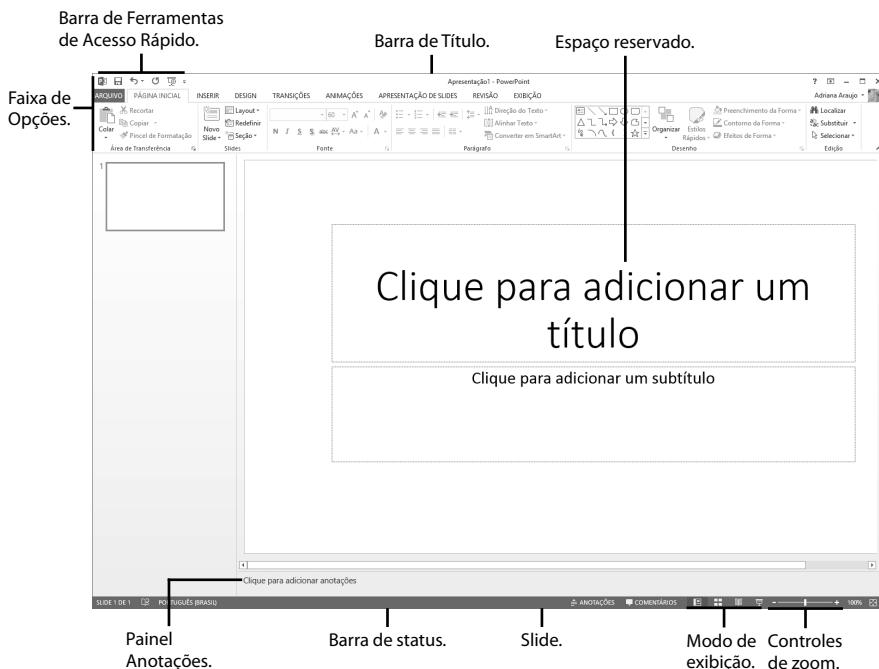 Barra de Ferramentas
de Acesso Rápido.
Barra de Título.
Espaço reservado.
Faixa de
Opções.
Apresentação1 - PowerPoint
ARQUIVO PÁGINA INICIAL INSERIR DESIGN TRANSIÇÕES ANIMAÇÕES APRESENTAÇÃO DE SLIDES REVISÃO EXIBIÇÃO Adriana Araujo
Colar
Recortar
Copiar
Pincel de Formatação
Área de Transferência
Novo
Slide
Layout
Redefinir
Seção
Slides
60 A A
N I S S abc AV Aa A
Fonte
Direção do Texto
Alinhar Texto
Converter em SmartArt
Parágrafo
Organizar
Estilos
Rápidos
Preenchimento da Forma
Contorno da Forma
Efeitos de Forma
Desenho
Localizar
Substituir
Selecionar
Edição
1
Clique para adicionar um
título
Clique para adicionar um subtítulo
Clique para adicionar anotações
SLIDE 1 DE 1 PORTUGUÊS (BRASIL) ANOTAÇÕES COMENTÁRIOS 100%
Painel
Anotações.
Barra de status.
Slide.
Modo de
exibição.
Controles
de zoom.